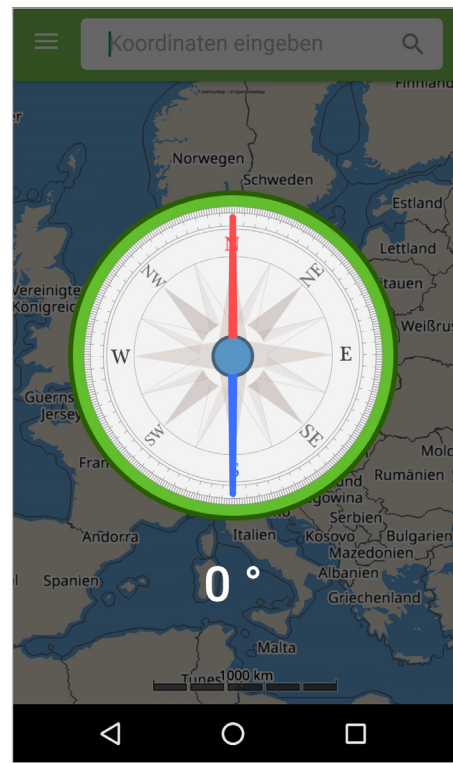 Koordinaten eingeben
Finnland
Norwegen
Schweden
Estland
N
NW
NE
Lettland
Vereinigte
Königreic
Weißrus
W
E
Guerns
Jersey
SW
SE
Fran
S
Rumänien
Serbien
Andorra
Italien
Kosovo
Bulgarien
Mazedonien
Albanien
Spanien
0 °
Griechenland
Malta
Tunes
1000 km